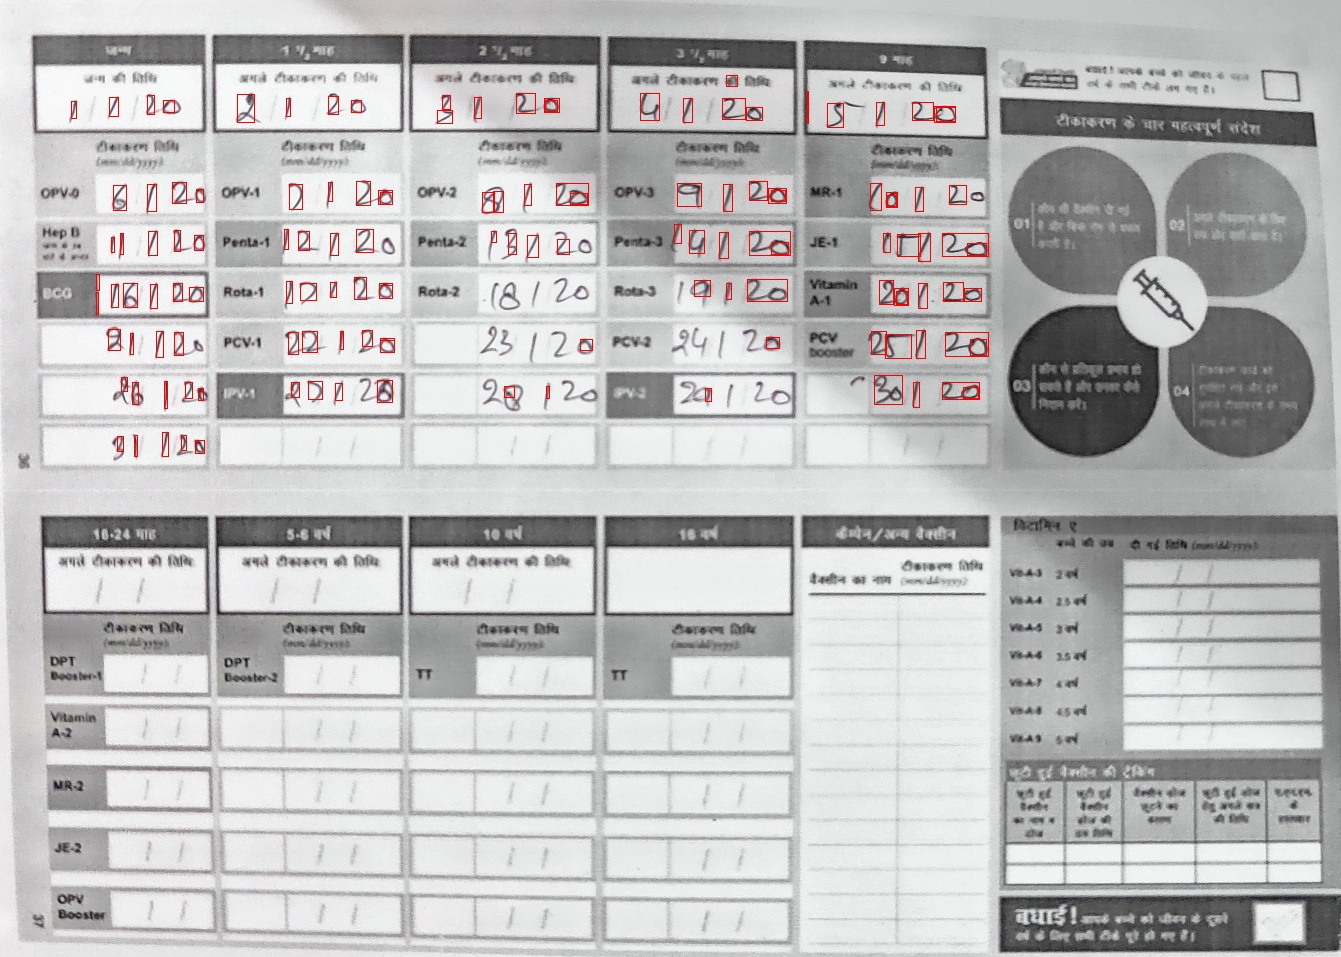 जन्म 1 ½ माह 2 ½ माह 3 ½ माह 9 माह
जन्म की तिथि अगले टीकाकरण की तिथि अगले टीकाकरण की तिथि अगले टीकाकरण की तिथि अगले टीकाकरण की तिथि
1/1/20 2/1/20 3/1/20 4/1/20 5/1/20
टीकाकरण तिथि टीकाकरण तिथि टीकाकरण तिथि टीकाकरण तिथि टीकाकरण तिथि
(mm/dd/yyyy): (mm/dd/yyyy): (mm/dd/yyyy): (mm/dd/yyyy): (mm/dd/yyyy):
OPV-0 6/1/20 OPV-1 7/1/20 OPV-2 8/1/20 OPV-3 9/1/20 MR-1 10/1/20
Hep B 11/1/20 Penta-1 12/1/20 Penta-2 13/1/20 Penta-3 14/1/20 JE-1 15/1/20
BCG 16/1/20 Rota-1 17/1/20 Rota-2 18/1/20 Rota-3 19/1/20 Vitamin A-1 20/1/20
21/1/20 PCV-1 22/1/20 23/1/20 PCV-2 24/1/20 PCV booster 25/1/20
26/1/20 IPV-1 27/1/20 28/1/20 IPV-2 29/1/20 30/1/20
31/1/20
36
बधाई! आपके बच्चे को जीवन के पहले
वर्ष के सभी टीके लग गए है।
टीकाकरण के चार महत्वपूर्ण संदेश
01 कौन सी वैक्सीन दी गई है और किस रोग से बचाव करती है।
02
03
04
16-24 माह 5-6 वर्ष 10 वर्ष 16 वर्ष कैम्पेन/अन्य वैक्सीन
अगले टीकाकरण की तिथि अगले टीकाकरण की तिथि अगले टीकाकरण की तिथि
वैक्सीन का नाम टीकाकरण तिथि (mm/dd/yyyy):
टीकाकरण तिथि टीकाकरण तिथि टीकाकरण तिथि टीकाकरण तिथि
(mm/dd/yyyy): (mm/dd/yyyy): (mm/dd/yyyy): (mm/dd/yyyy):
DPT Booster-1 DPT Booster-2 TT TT
Vitamin A-2
MR-2
JE-2
OPV Booster
37
विटामिन ए
बच्चे की उम्र दी गई तिथि (mm/dd/yyyy):
Vit-A-3 2 वर्ष
Vit-A-4 2.5 वर्ष
Vit-A-5 3 वर्ष
Vit-A-6 3.5 वर्ष
Vit-A-7 4 वर्ष
Vit-A-8 4.5 वर्ष
Vit-A-9 5 वर्ष
छूटी हुई वैक्सीन की ट्रैकिंग
बधाई! आपके बच्चे को जीवन के दूसरे
वर्ष के लिए सभी टीके पूरे हो गए हैं।